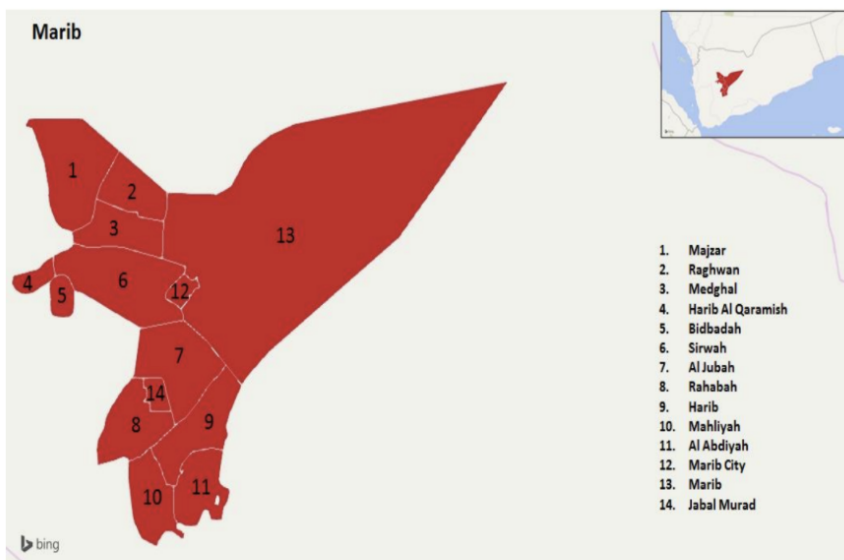 Marib
1
2
3
13
4
5
6
12
7
14
8
9
10
11
1. Majzar
2. Raghwan
3. Medghal
4. Harib Al Qaramish
5. Bidbadah
6. Sirwah
7. Al Jubah
8. Rahabah
9. Harib
10. Mahliyah
11. Al Abdiyah
12. Marib City
13. Marib
14. Jabal Murad
bing
bing